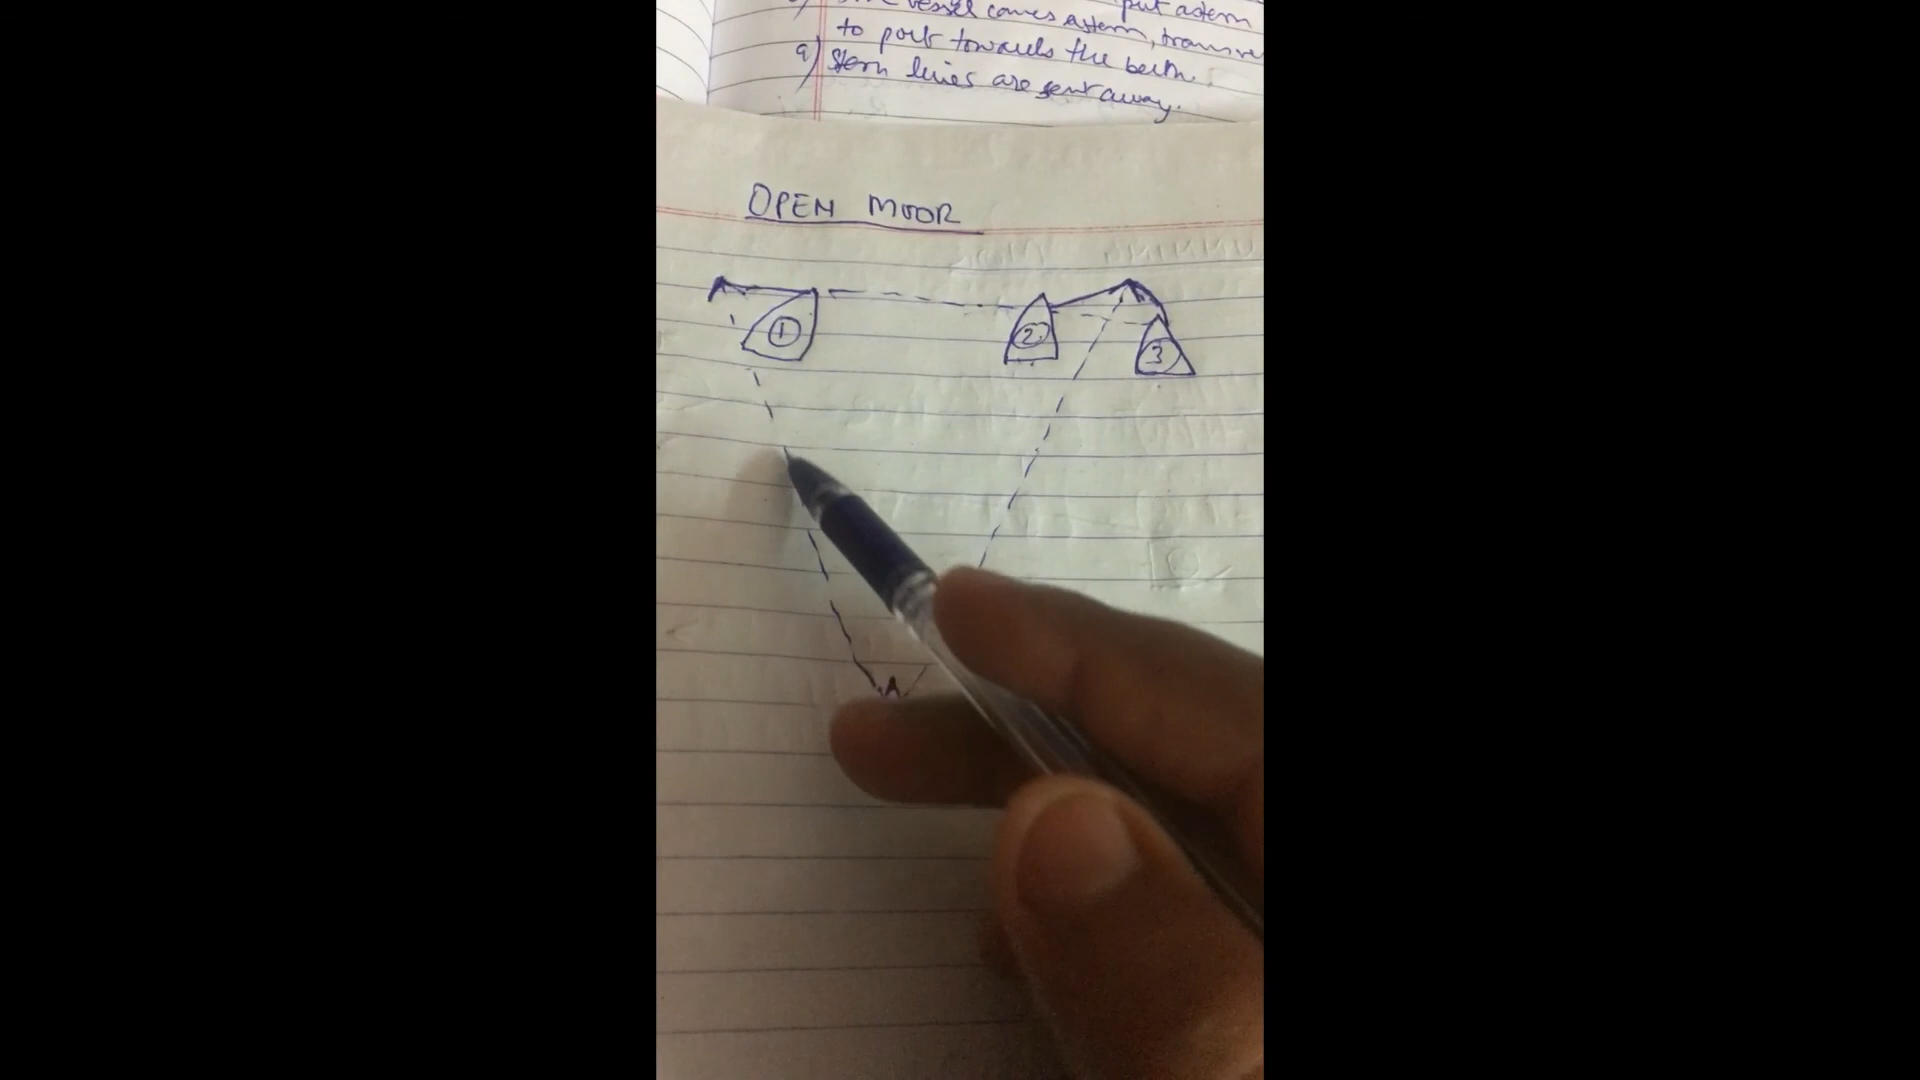 vessel comes astern, transve
put astern
to port towards the berth.
9) Stern lines are sent away.
OPEN MOOR
1
2
3